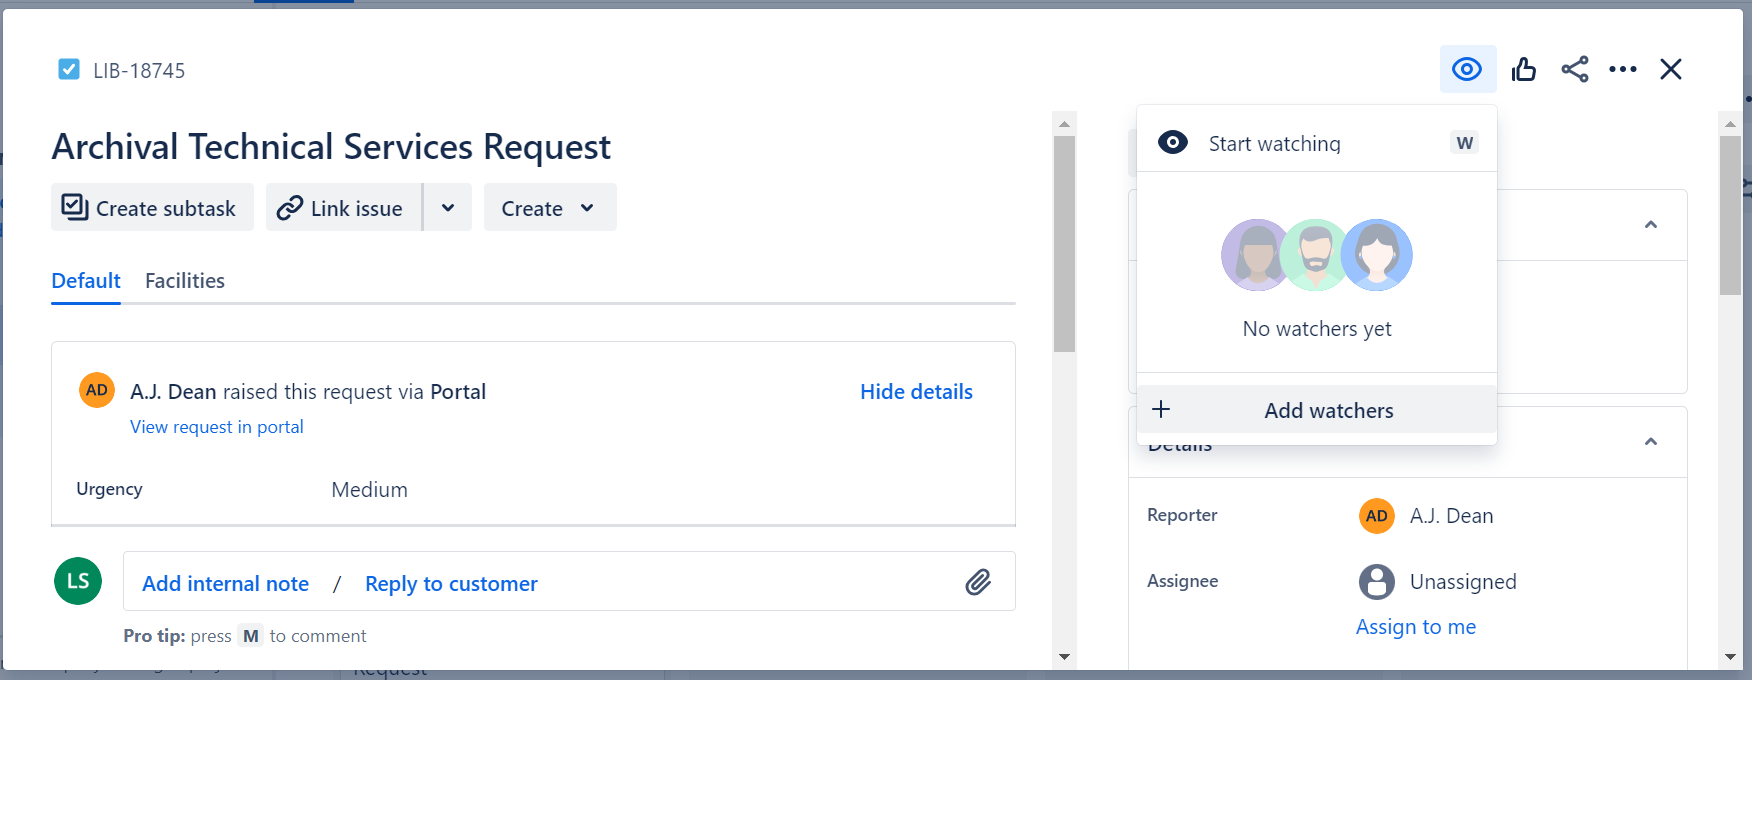 LIB-18745
Archival Technical Services Request
Create subtask
Link issue
Create
Default
Facilities
AD
A.J. Dean raised this request via Portal
Hide details
View request in portal
Urgency
Medium
LS
Add internal note / Reply to customer
Pro tip: press M to comment
Start watching
W
No watchers yet
+ Add watchers
Details
Reporter
AD
A.J. Dean
Assignee
Unassigned
Assign to me
Request